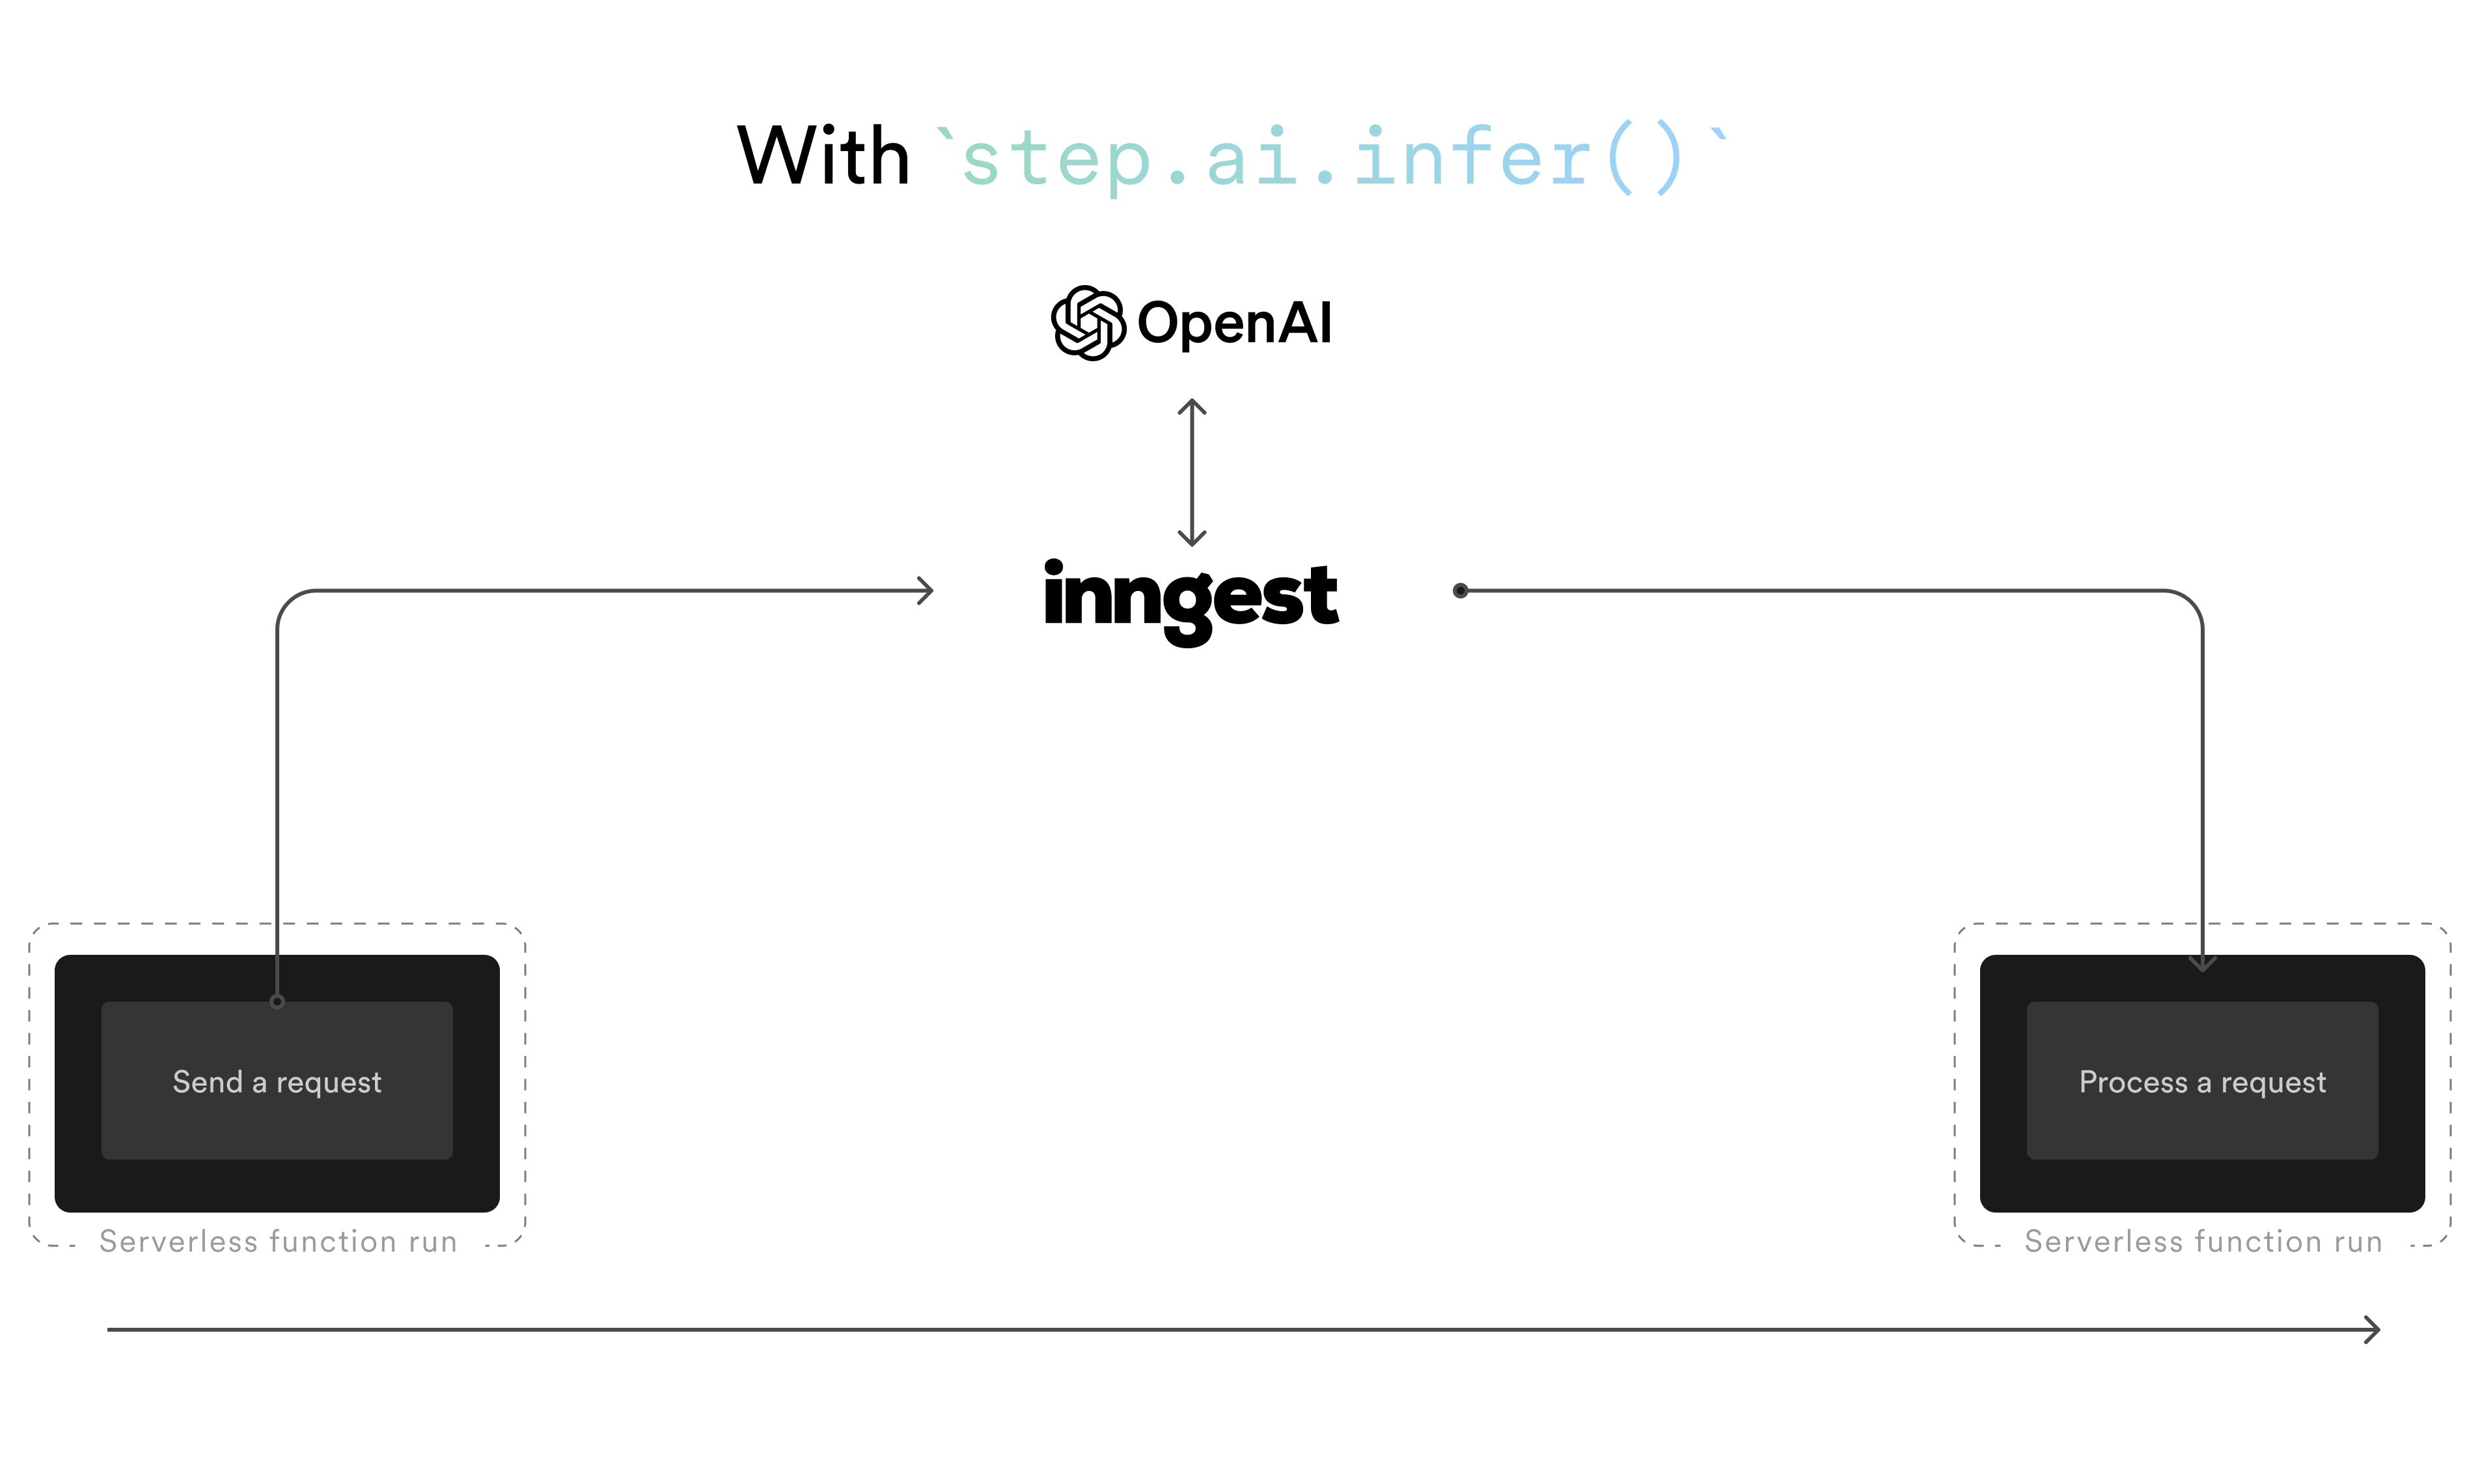 With `step.ai.infer()`
OpenAI
inngest
Send a request
Process a request
Serverless function run
Serverless function run